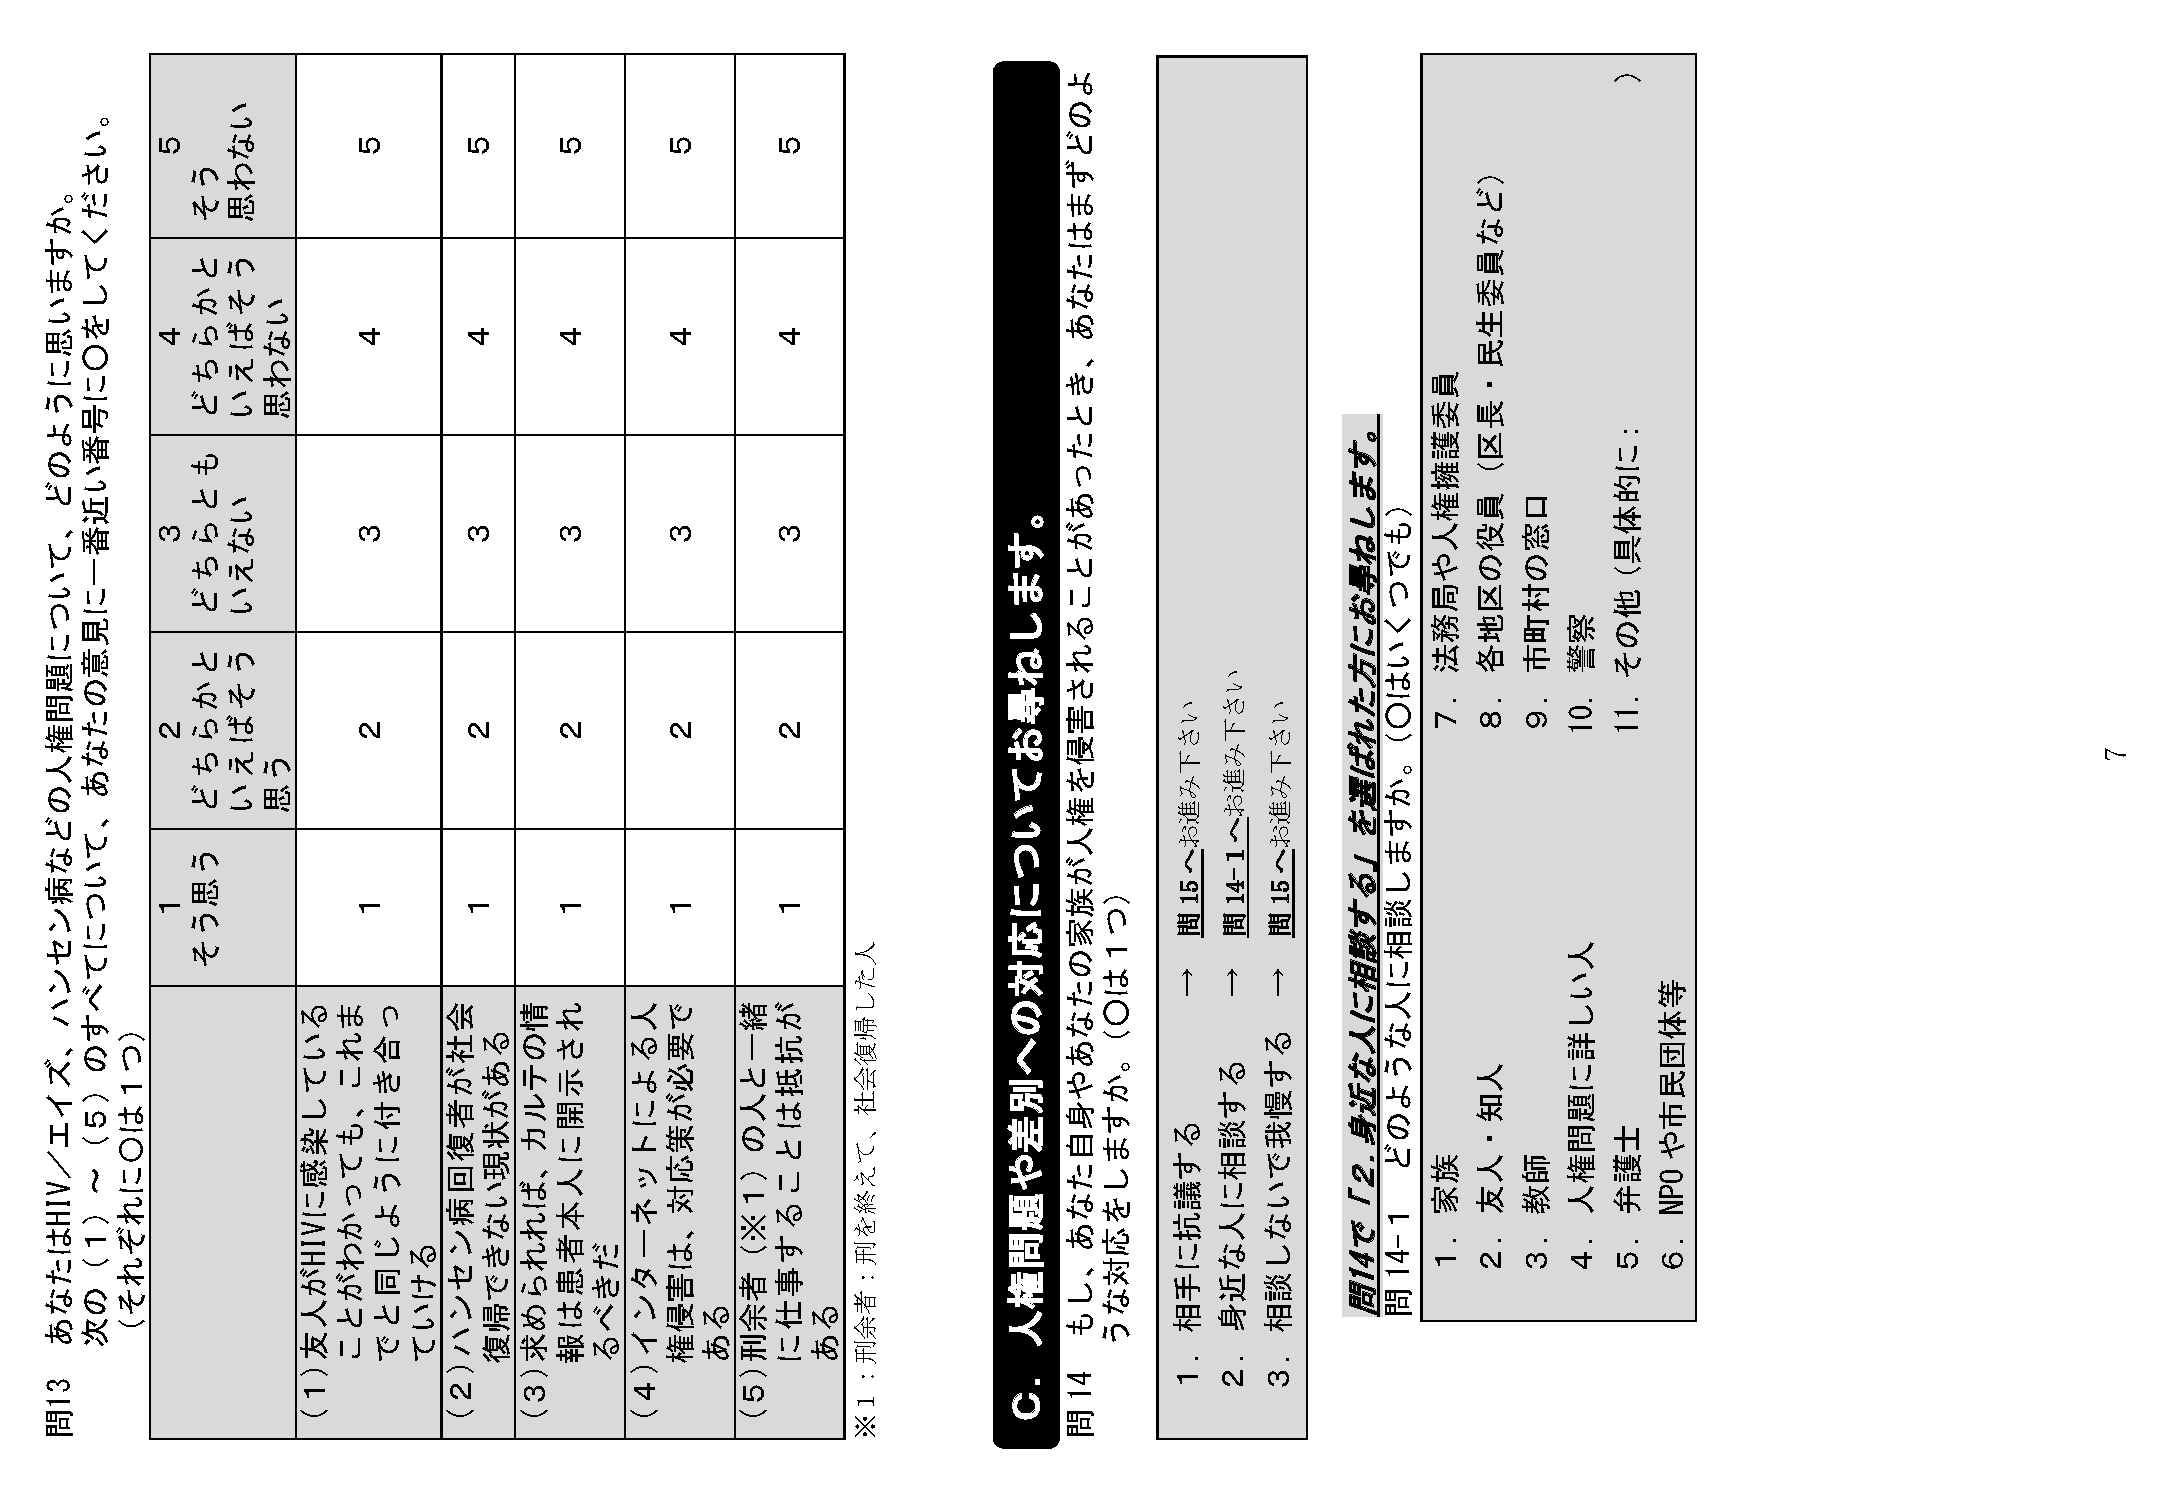 問13　あなたはHIV／エイズ、ハンセン病などの人権問題について、どのように思いますか。
次の（１）～（５）のすべてについて、あなたの意見に一番近い番号に〇をしてください。
（それぞれに〇は１つ）
1
そう思う
2
どちらかと
いえばそう
思う
3
どちらとも
いえない
4
どちらかと
いえばそう
思わない
5
そう
思わない
(1)友人がHIVに感染している
ことがわかっても、これま
でと同じように付き合っ
ていける
1 2 3 4 5
(2)ハンセン病回復者が社会
復帰できない現状がある
1 2 3 4 5
(3)求められれば、カルテの情
報は患者本人に開示され
るべきだ
1 2 3 4 5
(4)インターネットによる人
権侵害は、対応策が必要で
ある
1 2 3 4 5
(5)刑余者（※１）の人と一緒
に仕事することは抵抗が
ある
1 2 3 4 5
※１：刑余者：刑を終えて、社会復帰した人
C．人権問題や差別への対応についてお尋ねします。
問14　もし、あなた自身やあなたの家族が人権を侵害されることがあったとき、あなたはまずどのよ
うな対応をしますか。（〇は１つ）
1．相手に抗議する　→　問15へお進み下さい
2．身近な人に相談する　→　問14-1へお進み下さい
3．相談しないで我慢する　→　問15へお進み下さい
問14で「2．身近な人に相談する」を選ばれた方にお尋ねします。
問14-1　どのような人に相談しますか。（〇はいくつでも）
1．家族
2．友人・知人
3．教師
4．人権問題に詳しい人
5．弁護士
6．NPOや市民団体等
7．法務局や人権擁護委員
8．各地区の役員（区長・民生委員など）
9．市町村の窓口
10．警察
11．その他（具体的に：　　　）
7